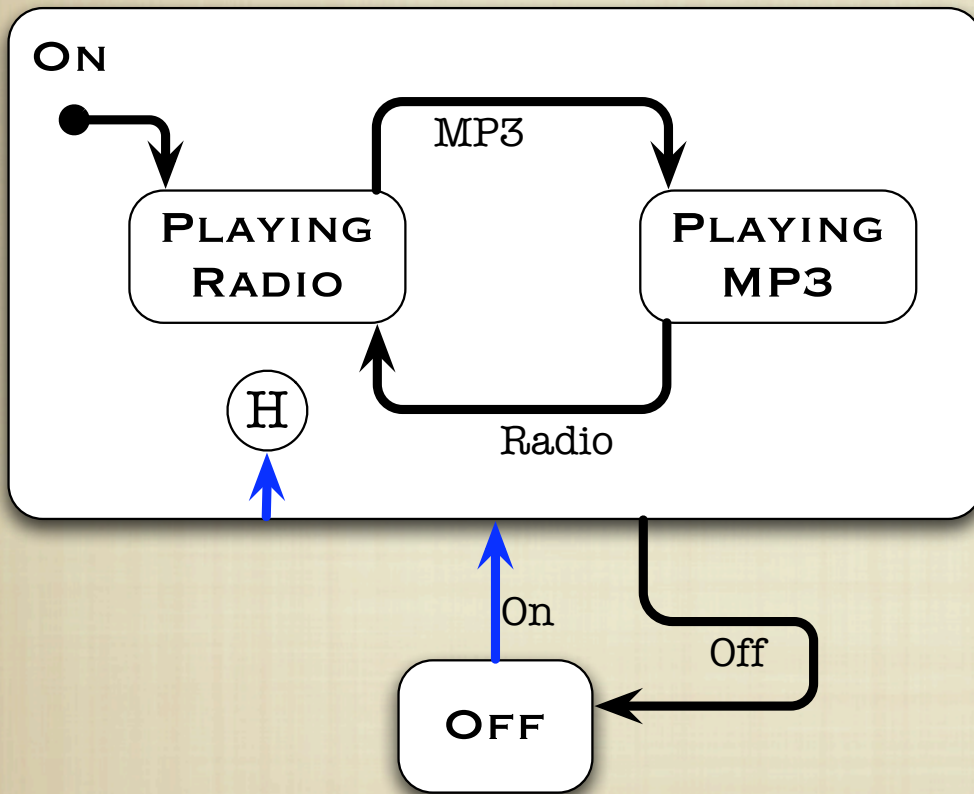 On
MP3
Playing
Radio
Playing
MP3
H
Radio
On
Off
Off